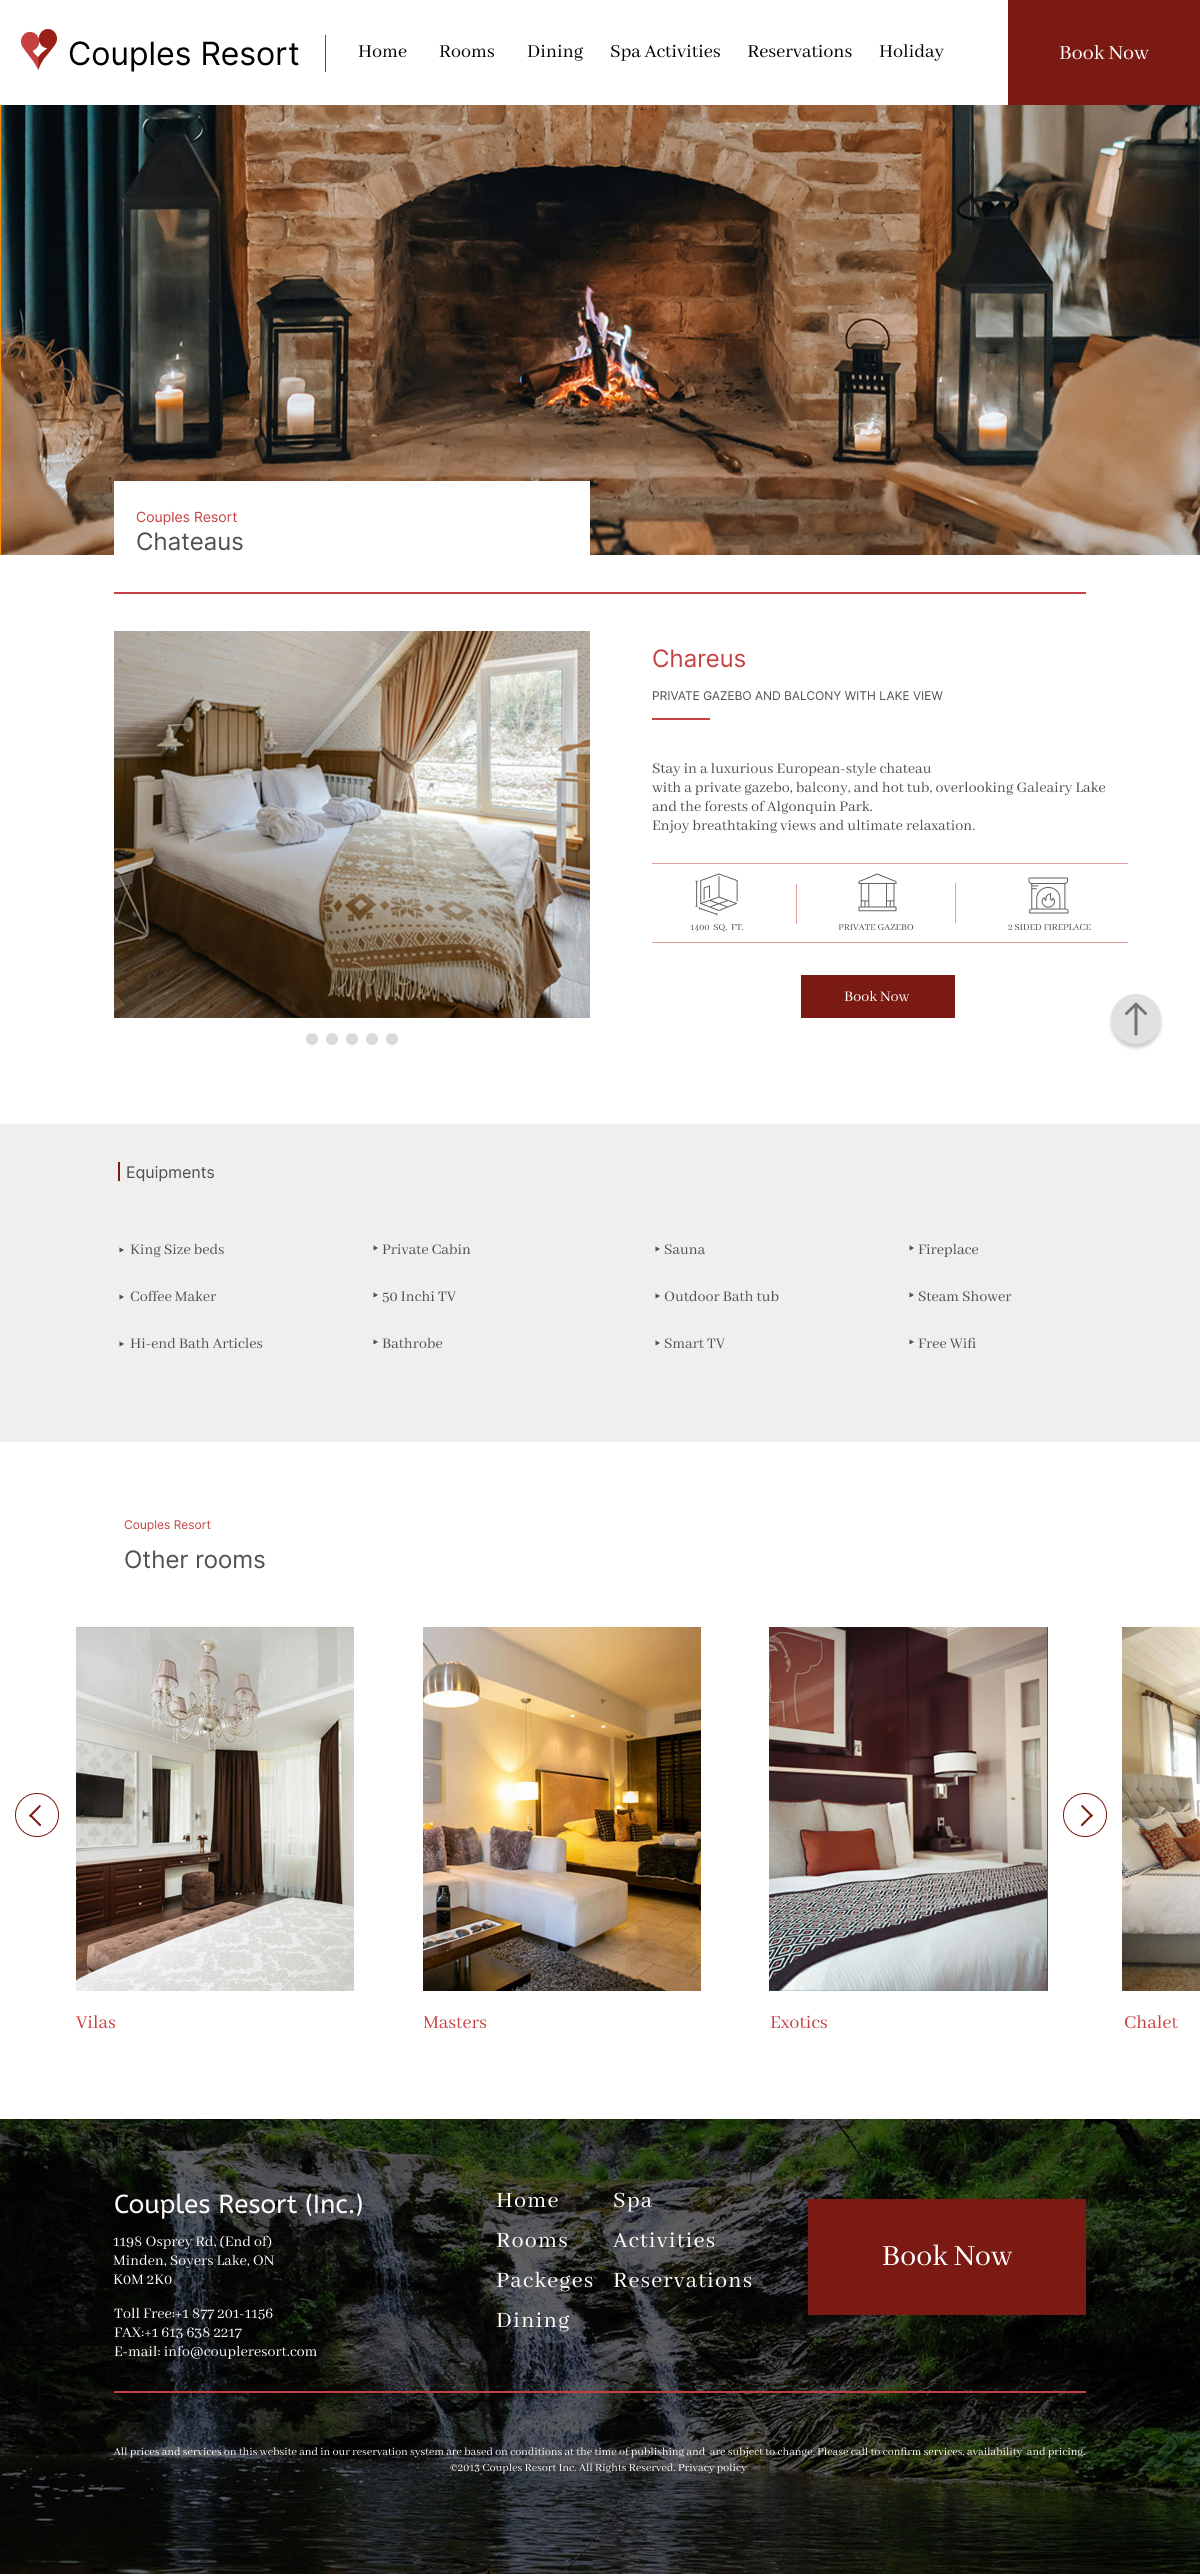 Couples Resort
Home Rooms Dining Spa Activities Reservations Holiday
Book Now
Couples Resort
Chateaus
Chareus
PRIVATE GAZEBO AND BALCONY WITH LAKE VIEW
Stay in a luxurious European-style chateau
with a private gazebo, balcony, and hot tub, overlooking Galeairy Lake
and the forests of Algonquin Park.
Enjoy breathtaking views and ultimate relaxation.
1400 SQ. FT. PRIVATE GAZEBO 2 SIDED FIREPLACE
Book Now
Equipments
King Size beds Private Cabin Sauna Fireplace
Coffee Maker 50 Inchi TV Outdoor Bath tub Steam Shower
Hi-end Bath Articles Bathrobe Smart TV Free Wifi
Couples Resort
Other rooms
Vilas Masters Exotics Chalet
Couples Resort (Inc.)
1198 Osprey Rd, (End of)
Minden, Soyers Lake, ON
K0M 2K0
Toll Free:+1 877 201-1156
FAX:+1 613 638 2217
E-mail: info@coupleresort.com
Home Spa
Rooms Activities
Packeges Reservations
Dining
Book Now
All prices and services on this website and in our reservation system are based on conditions at the time of publishing and are subject to change. Please call to confirm services, availability and pricing.
©2013 Couples Resort Inc. All Rights Reserved. Privacy policy